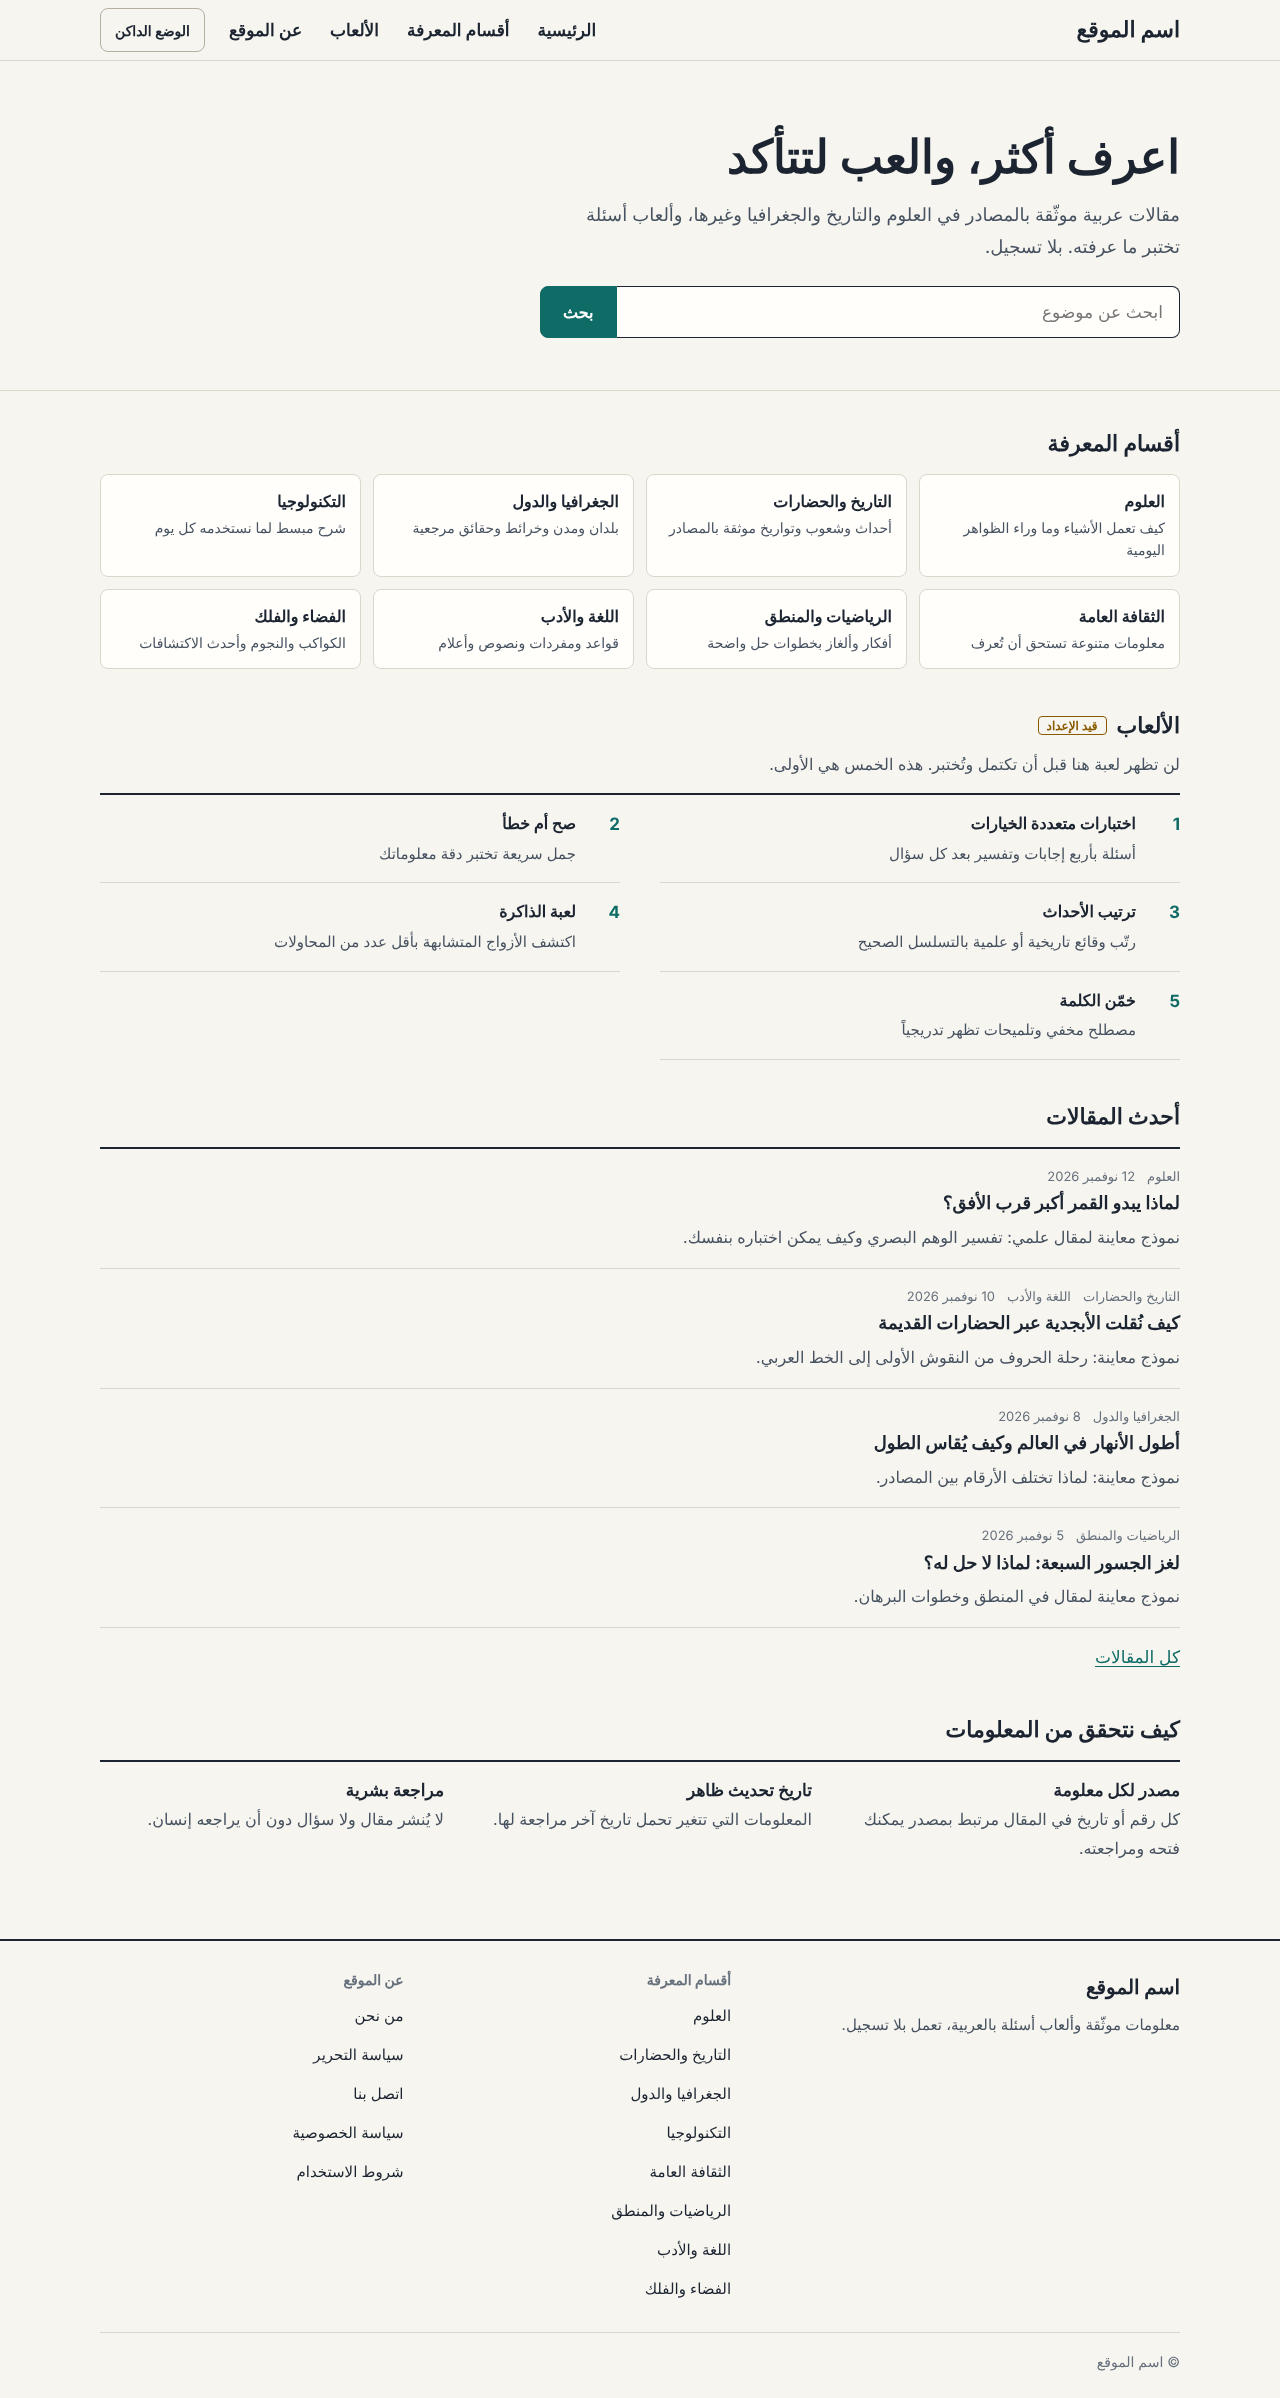 اسم الموقع
الرئيسية
أقسام المعرفة
الألعاب
عن الموقع
الوضع الداكن
اعرف أكثر، والعب لتتأكد
مقالات عربية موثّقة بالمصادر في العلوم والتاريخ والجغرافيا وغيرها، وألعاب أسئلة
تختبر ما عرفته. بلا تسجيل.
ابحث عن موضوع
بحث
أقسام المعرفة
العلوم
كيف تعمل الأشياء وما وراء الظواهر
اليومية
التاريخ والحضارات
أحداث وشعوب وتواريخ موثقة بالمصادر
الجغرافيا والدول
بلدان ومدن وخرائط وحقائق مرجعية
التكنولوجيا
شرح مبسط لما نستخدمه كل يوم
الثقافة العامة
معلومات متنوعة تستحق أن تُعرف
الرياضيات والمنطق
أفكار وألغاز بخطوات حل واضحة
اللغة والأدب
قواعد ومفردات ونصوص وأعلام
الفضاء والفلك
الكواكب والنجوم وأحدث الاكتشافات
الألعاب
قيد الإعداد
لن تظهر لعبة هنا قبل أن تكتمل وتُختبر. هذه الخمس هي الأولى.
1
اختبارات متعددة الخيارات
أسئلة بأربع إجابات وتفسير بعد كل سؤال
2
صح أم خطأ
جمل سريعة تختبر دقة معلوماتك
3
ترتيب الأحداث
رتّب وقائع تاريخية أو علمية بالتسلسل الصحيح
4
لعبة الذاكرة
اكتشف الأزواج المتشابهة بأقل عدد من المحاولات
5
خمّن الكلمة
مصطلح مخفي وتلميحات تظهر تدريجياً
أحدث المقالات
العلوم 12 نوفمبر 2026
لماذا يبدو القمر أكبر قرب الأفق؟
نموذج معاينة لمقال علمي: تفسير الوهم البصري وكيف يمكن اختباره بنفسك.
التاريخ والحضارات اللغة والأدب 10 نوفمبر 2026
كيف نُقلت الأبجدية عبر الحضارات القديمة
نموذج معاينة: رحلة الحروف من النقوش الأولى إلى الخط العربي.
الجغرافيا والدول 8 نوفمبر 2026
أطول الأنهار في العالم وكيف يُقاس الطول
نموذج معاينة: لماذا تختلف الأرقام بين المصادر.
الرياضيات والمنطق 5 نوفمبر 2026
لغز الجسور السبعة: لماذا لا حل له؟
نموذج معاينة لمقال في المنطق وخطوات البرهان.
كل المقالات
كيف نتحقق من المعلومات
مصدر لكل معلومة
كل رقم أو تاريخ في المقال مرتبط بمصدر يمكنك
فتحه ومراجعته.
تاريخ تحديث ظاهر
المعلومات التي تتغير تحمل تاريخ آخر مراجعة لها.
مراجعة بشرية
لا يُنشر مقال ولا سؤال دون أن يراجعه إنسان.
اسم الموقع
معلومات موثّقة وألعاب أسئلة بالعربية، تعمل بلا تسجيل.
أقسام المعرفة
العلوم
التاريخ والحضارات
الجغرافيا والدول
التكنولوجيا
الثقافة العامة
الرياضيات والمنطق
اللغة والأدب
الفضاء والفلك
عن الموقع
من نحن
سياسة التحرير
اتصل بنا
سياسة الخصوصية
شروط الاستخدام
© اسم الموقع